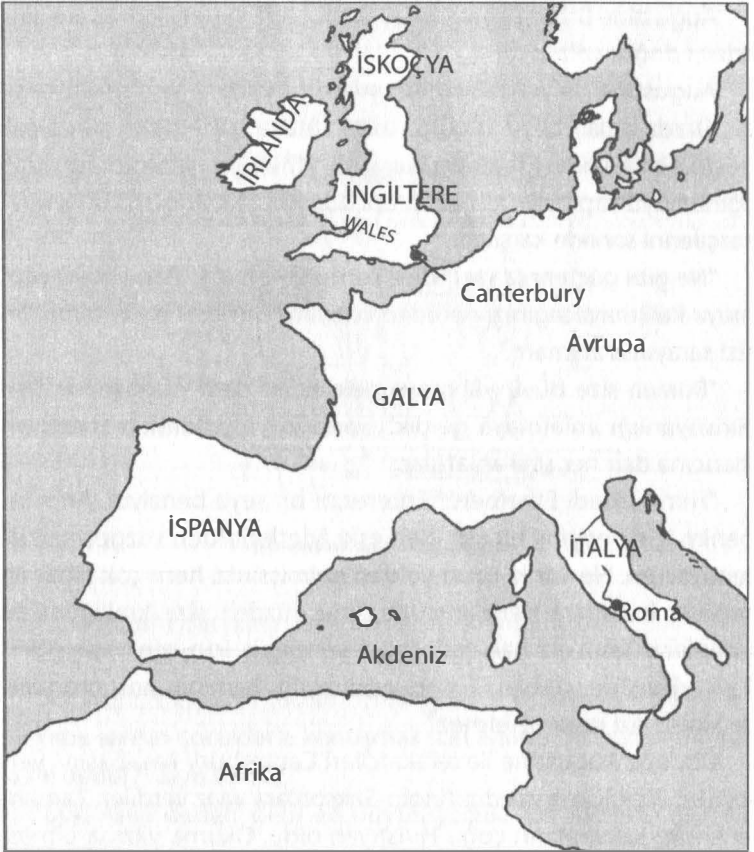 İSKOÇYA
İRLANDA
İNGİLTERE
WALES
Canterbury
Avrupa
GALYA
İSPANYA
İTALYA
Roma
Akdeniz
Afrika